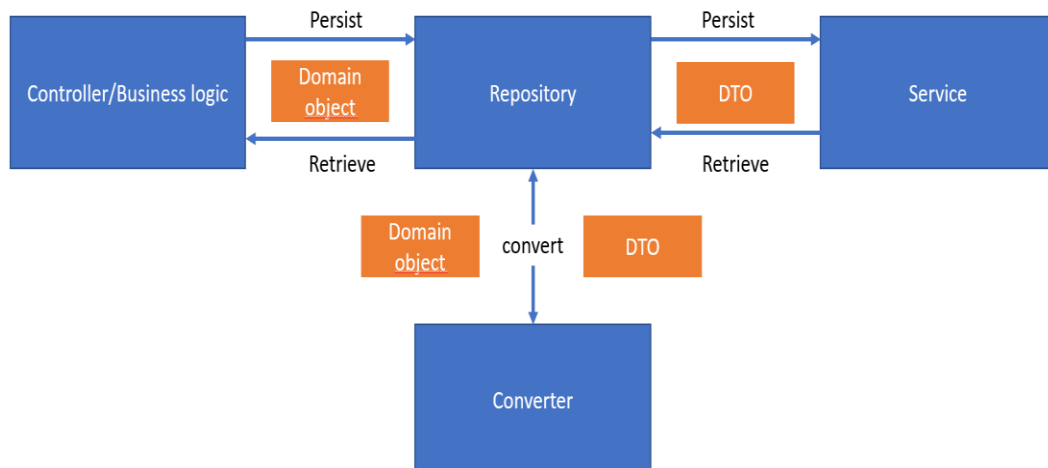 Persist
Persist
Controller/Business logic
Domain
object
Repository
DTO
Service
Retrieve
Retrieve
Domain
object
convert
DTO
Converter